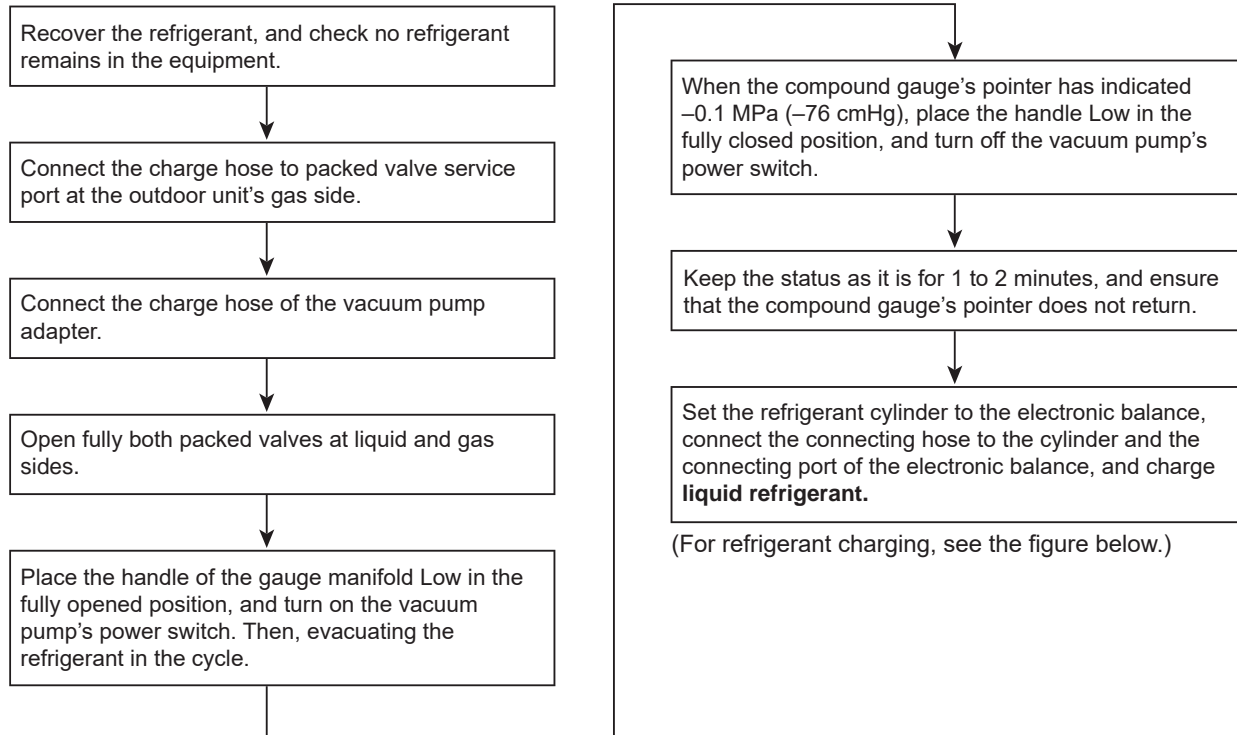 Recover the refrigerant, and check no refrigerant
remains in the equipment.
Connect the charge hose to packed valve service
port at the outdoor unit's gas side.
Connect the charge hose of the vacuum pump
adapter.
Open fully both packed valves at liquid and gas
sides.
Place the handle of the gauge manifold Low in the
fully opened position, and turn on the vacuum
pump's power switch. Then, evacuating the
refrigerant in the cycle.
When the compound gauge's pointer has indicated
–0.1 MPa (–76 cmHg), place the handle Low in the
fully closed position, and turn off the vacuum pump's
power switch.
Keep the status as it is for 1 to 2 minutes, and ensure
that the compound gauge's pointer does not return.
Set the refrigerant cylinder to the electronic balance,
connect the connecting hose to the cylinder and the
connecting port of the electronic balance, and charge
liquid refrigerant.
(For refrigerant charging, see the figure below.)